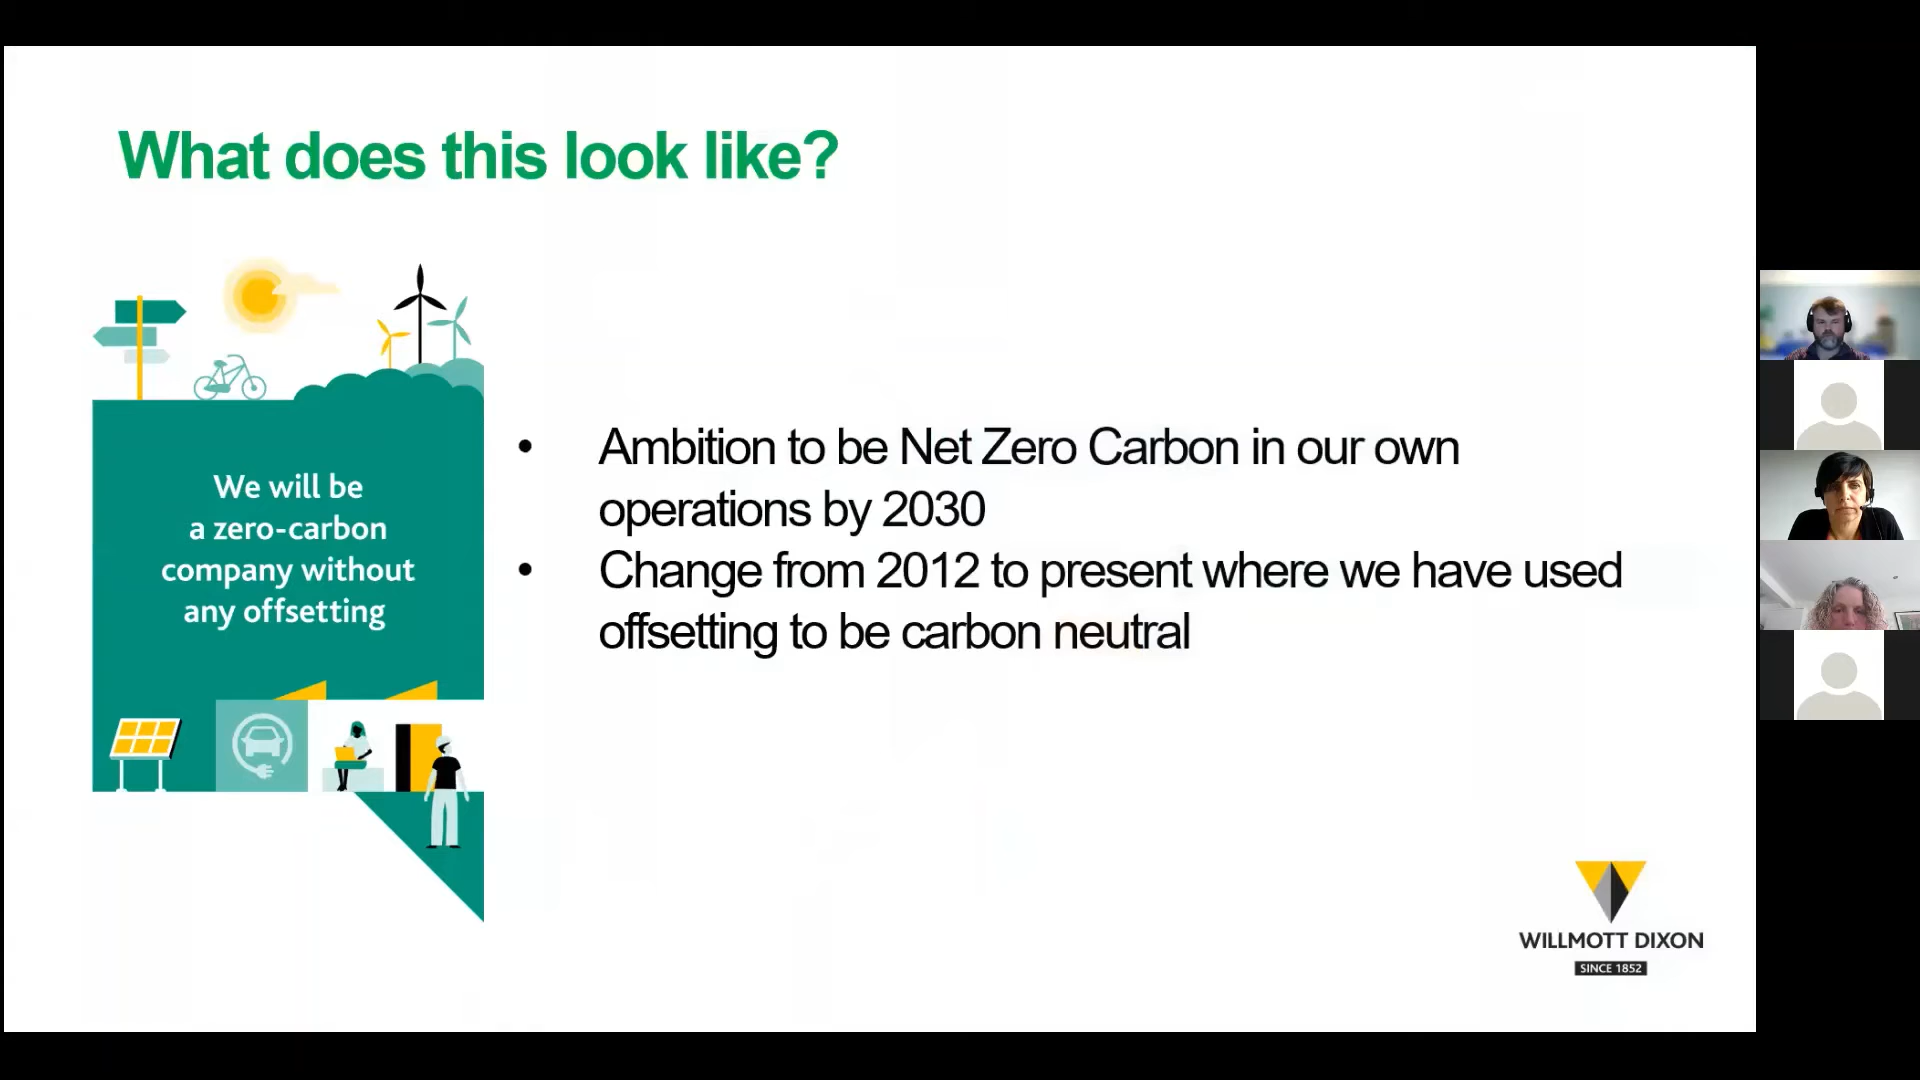 What does this look like?
We will be
a zero-carbon
company without
any offsetting
• Ambition to be Net Zero Carbon in our own
operations by 2030
• Change from 2012 to present where we have used
offsetting to be carbon neutral
WILLMOTT DIXON
SINCE 1852